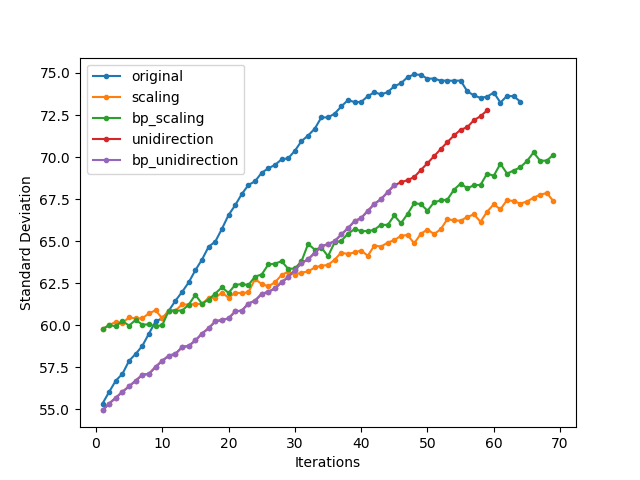 original
scaling
bp_scaling
unidirection
bp_unidirection
75.0
72.5
70.0
67.5
65.0
62.5
60.0
57.5
55.0
Standard Deviation
0 10 20 30 40 50 60 70
Iterations